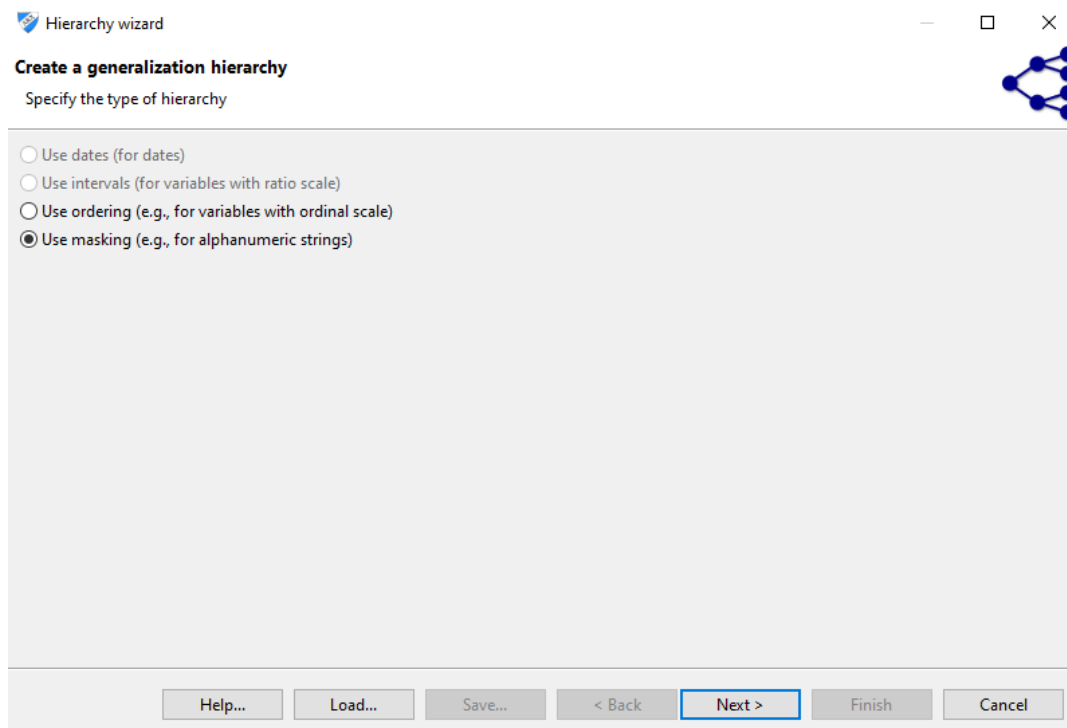 Hierarchy wizard
Create a generalization hierarchy
Specify the type of hierarchy
Use dates (for dates)
Use intervals (for variables with ratio scale)
Use ordering (e.g., for variables with ordinal scale)
Use masking (e.g., for alphanumeric strings)
Help... Load... Save... < Back Next > Finish Cancel